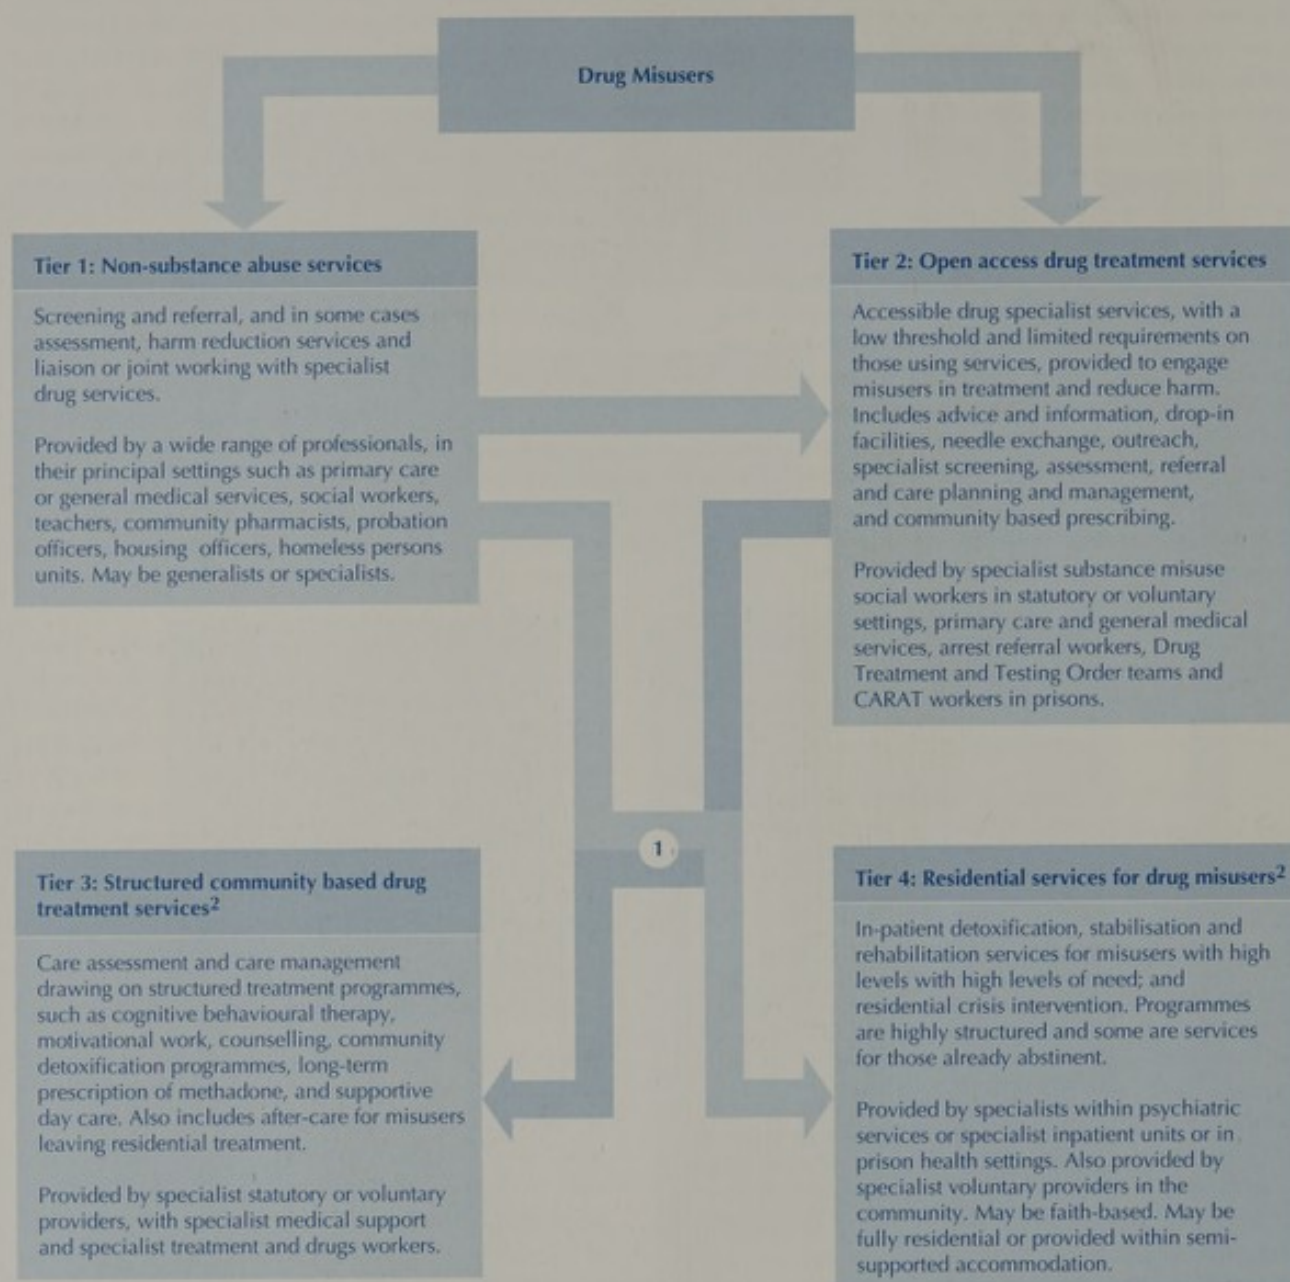 Drug Misusers
Tier 1: Non-substance abuse services
Screening and referral, and in some cases
assessment, harm reduction services and
liaison or joint working with specialist
drug services.
Provided by a wide range of professionals, in
their principal settings such as primary care
or general medical services, social workers,
teachers, community pharmacists, probation
officers, housing officers, homeless persons
units. May be generalists or specialists.
Tier 2: Open access drug treatment services
Accessible drug specialist services, with a
low threshold and limited requirements on
those using services, provided to engage
misusers in treatment and reduce harm.
Includes advice and information, drop-in
facilities, needle exchange, outreach,
specialist screening, assessment, referral
and care planning and management,
and community based prescribing.
Provided by specialist substance misuse
social workers in statutory or voluntary
settings, primary care and general medical
services, arrest referral workers, Drug
Treatment and Testing Order teams and
CARAT workers in prisons.
1
Tier 3: Structured community based drug
treatment services2
Care assessment and care management
drawing on structured treatment programmes,
such as cognitive behavioural therapy,
motivational work, counselling, community
detoxification programmes, long-term
prescription of methadone, and supportive
day care. Also includes after-care for misusers
leaving residential treatment.
Provided by specialist statutory or voluntary
providers, with specialist medical support
and specialist treatment and drugs workers.
Tier 4: Residential services for drug misusers2
In-patient detoxification, stabilisation and
rehabilitation services for misusers with high
levels with high levels of need; and
residential crisis intervention. Programmes
are highly structured and some are services
for those already abstinent.
Provided by specialists within psychiatric
services or specialist inpatient units or in
prison health settings. Also provided by
specialist voluntary providers in the
community. May be faith-based. May be
fully residential or provided within semi-
supported accommodation.